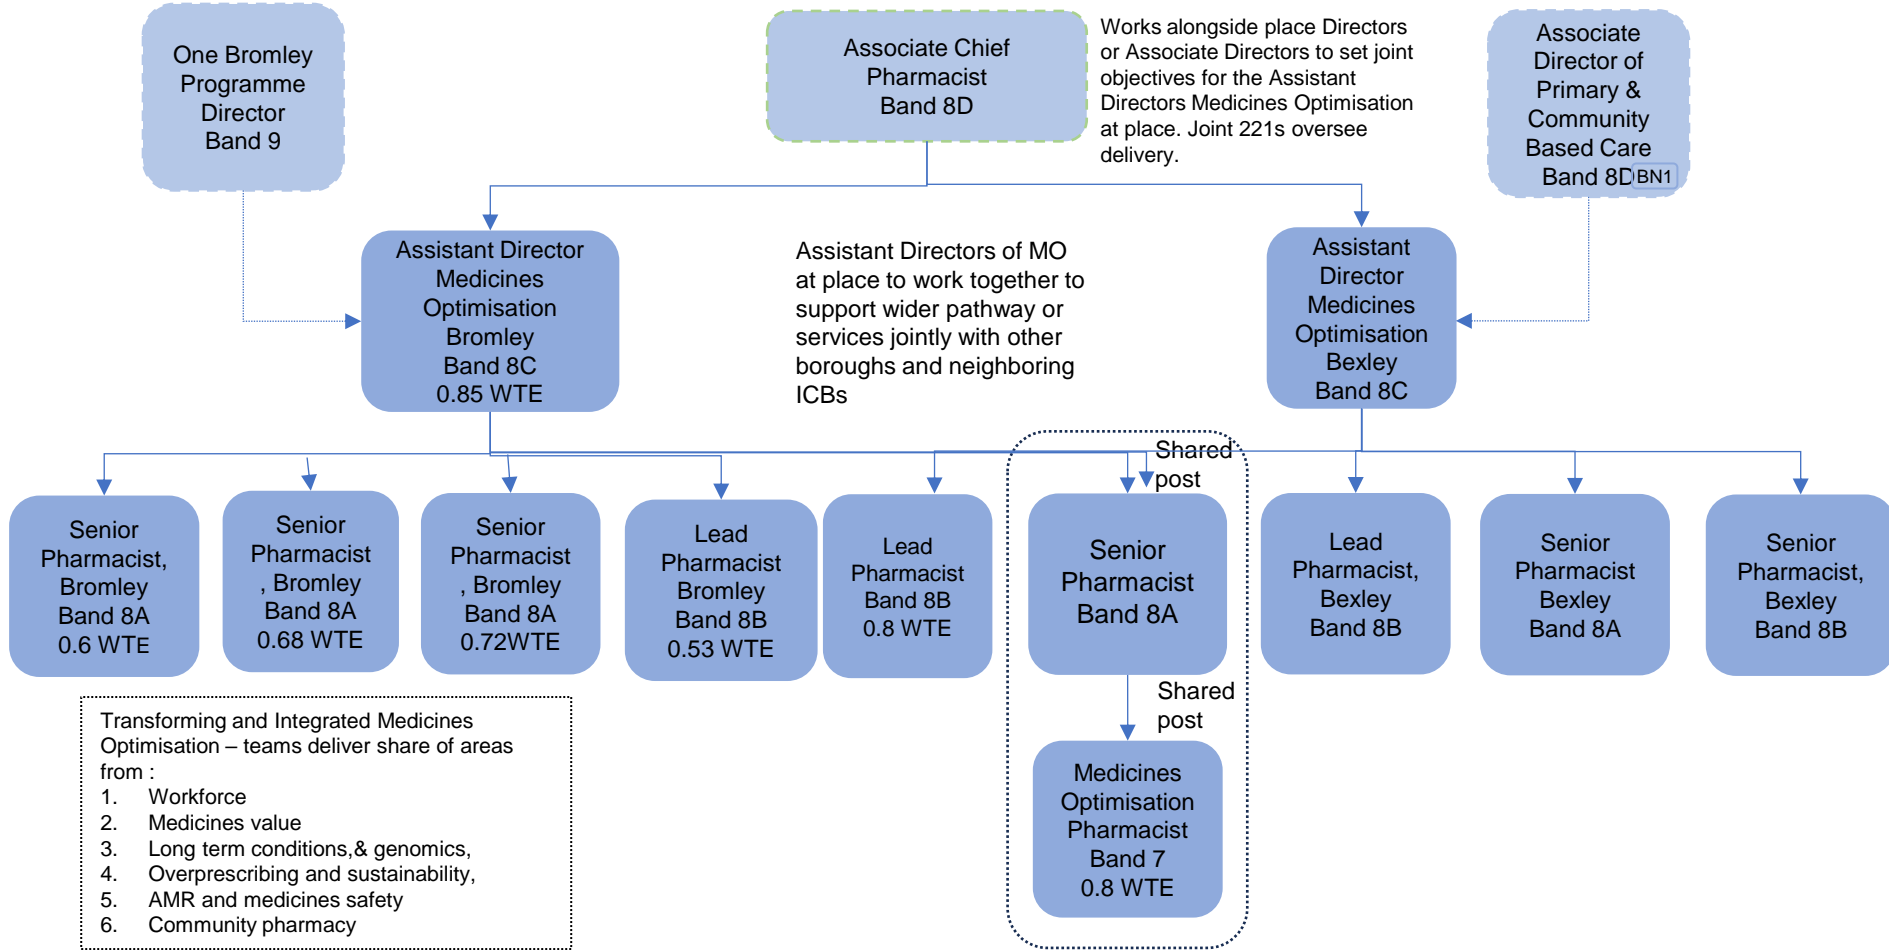 One Bromley
Programme
Director
Band 9
Associate Chief
Pharmacist
Band 8D
Works alongside place Directors
or Associate Directors to set joint
objectives for the Assistant
Directors Medicines Optimisation
at place. Joint 221s oversee
delivery.
Associate
Director of
Primary &
Community
Based Care
Band 8D
BN1
Assistant Director
Medicines
Optimisation
Bromley
Band 8C
0.85 WTE
Assistant Directors of MO
at place to work together to
support wider pathway or
services jointly with other
boroughs and neighboring
ICBs
Assistant
Director
Medicines
Optimisation
Bexley
Band 8C
Shared
post
Senior
Pharmacist,
Bromley
Band 8A
0.6 WTE
Senior
Pharmacist
, Bromley
Band 8A
0.68 WTE
Senior
Pharmacist
, Bromley
Band 8A
0.72WTE
Lead
Pharmacist
Bromley
Band 8B
0.53 WTE
Lead
Pharmacist
Band 8B
0.8 WTE
Senior
Pharmacist
Band 8A
Lead
Pharmacist,
Bexley
Band 8B
Senior
Pharmacist
Bexley
Band 8A
Senior
Pharmacist,
Bexley
Band 8B
Shared
post
Medicines
Optimisation
Pharmacist
Band 7
0.8 WTE
Transforming and Integrated Medicines
Optimisation – teams deliver share of areas
from :
1. Workforce
2. Medicines value
3. Long term conditions,& genomics,
4. Overprescribing and sustainability,
5. AMR and medicines safety
6. Community pharmacy